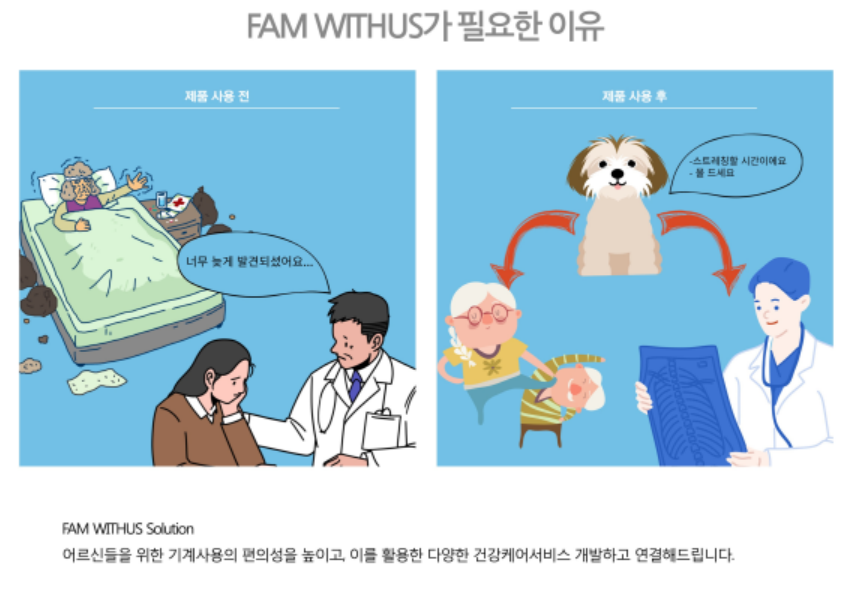 FAM WITHUS가 필요한 이유
제품 사용 전
너무 늦게 발견되셨어요...
제품 사용 후
-스트레칭할 시간이에요
- 물 드세요
FAM WITHUS Solution
어르신들을 위한 기계사용의 편의성을 높이고, 이를 활용한 다양한 건강케어서비스 개발하고 연결해드립니다.